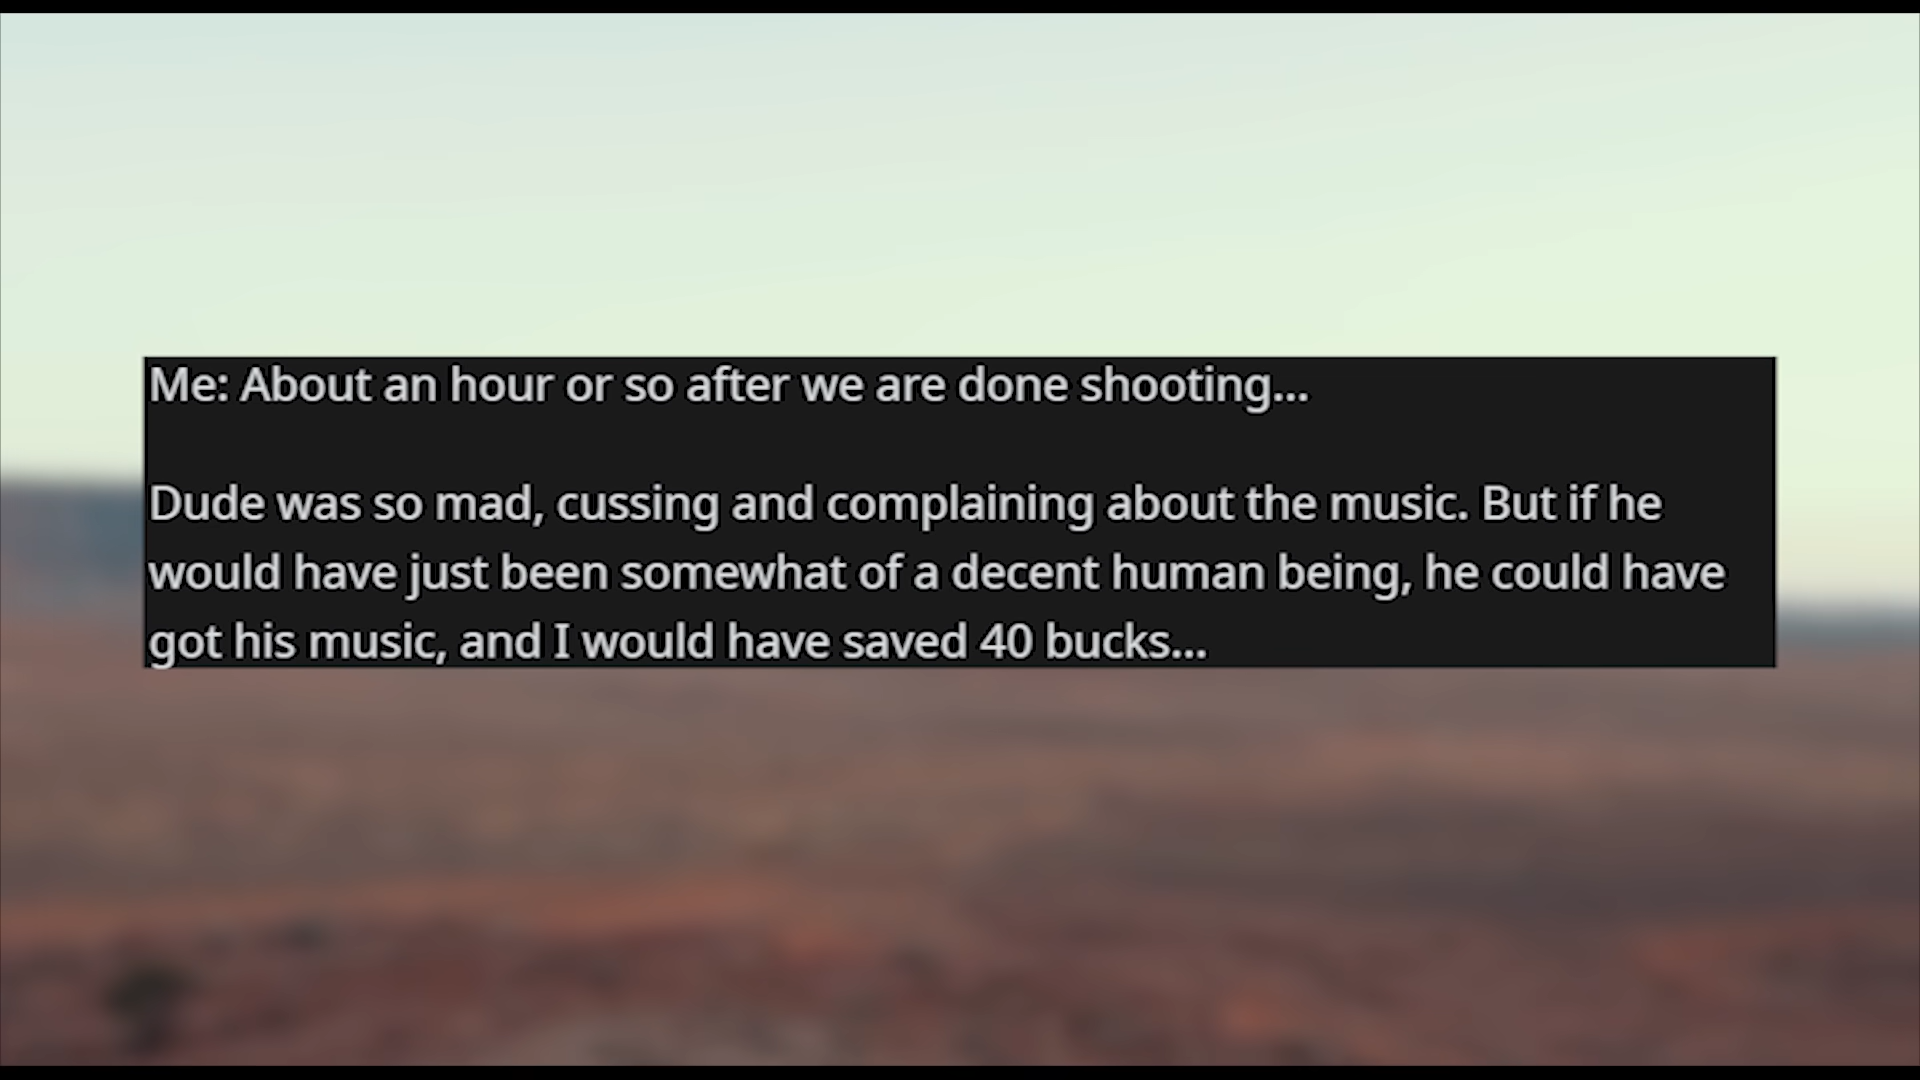 Me: About an hour or so after we are done shooting...
Dude was so mad, cussing and complaining about the music. But if he
would have just been somewhat of a decent human being, he could have
got his music, and I would have saved 40 bucks...